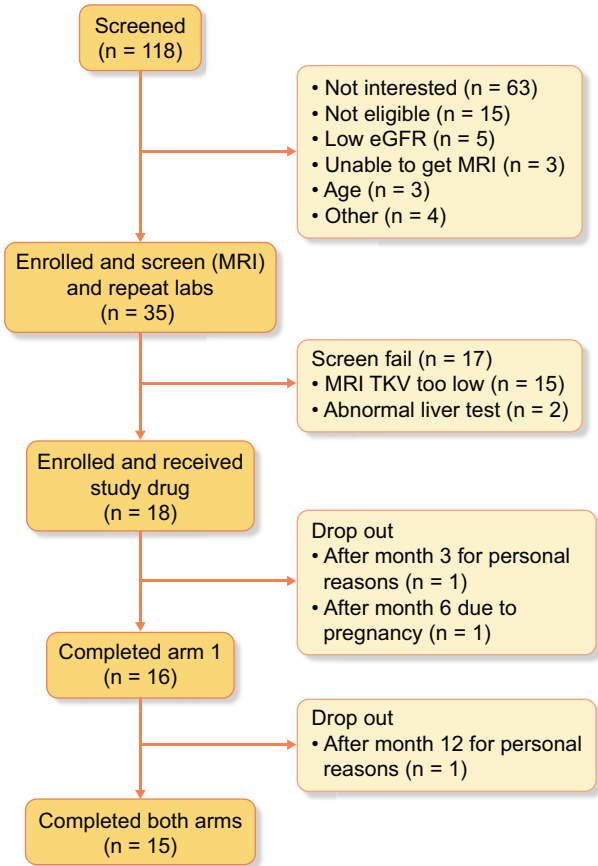 Screened
(n = 118)
• Not interested (n = 63)
• Not eligible (n = 15)
• Low eGFR (n = 5)
• Unable to get MRI (n = 3)
• Age (n = 3)
• Other (n = 4)
Enrolled and screen (MRI)
and repeat labs
(n = 35)
Screen fail (n = 17)
• MRI TKV too low (n = 15)
• Abnormal liver test (n = 2)
Enrolled and received
study drug
(n = 18)
Drop out
• After month 3 for personal
reasons (n = 1)
• After month 6 due to
pregnancy (n = 1)
Completed arm 1
(n = 16)
Drop out
• After month 12 for personal
reasons (n = 1)
Completed both arms
(n = 15)